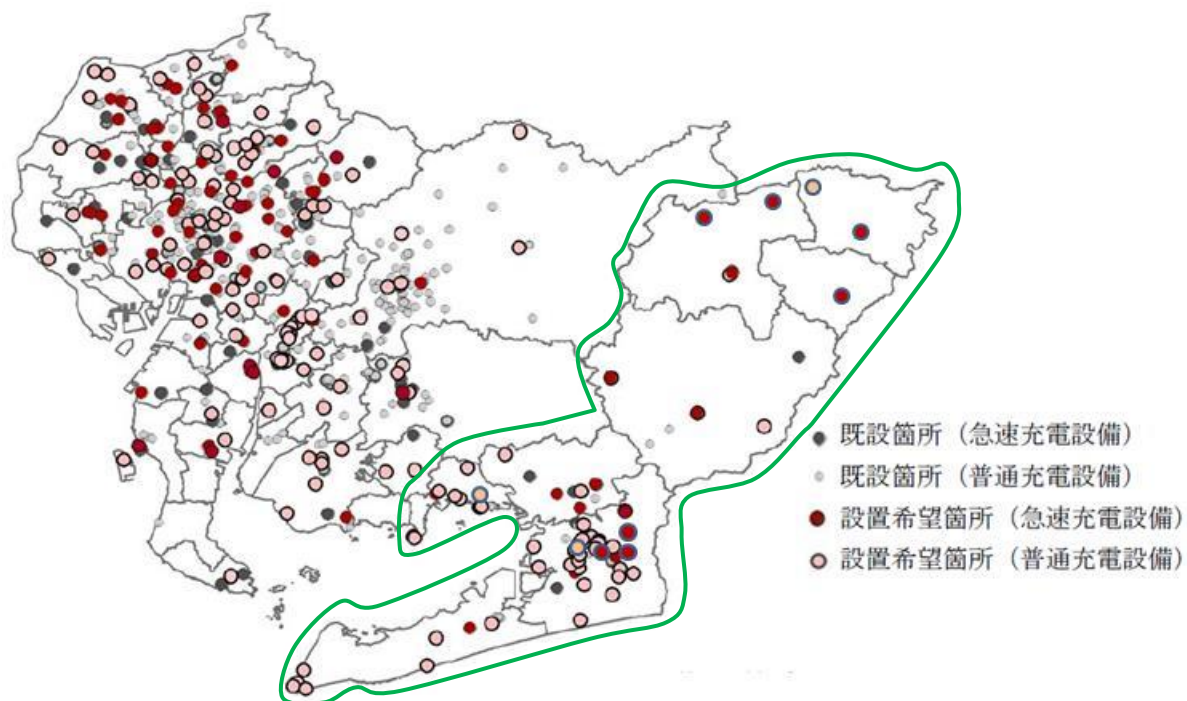 既設箇所（急速充電設備）
既設箇所（普通充電設備）
設置希望箇所（急速充電設備）
設置希望箇所（普通充電設備）